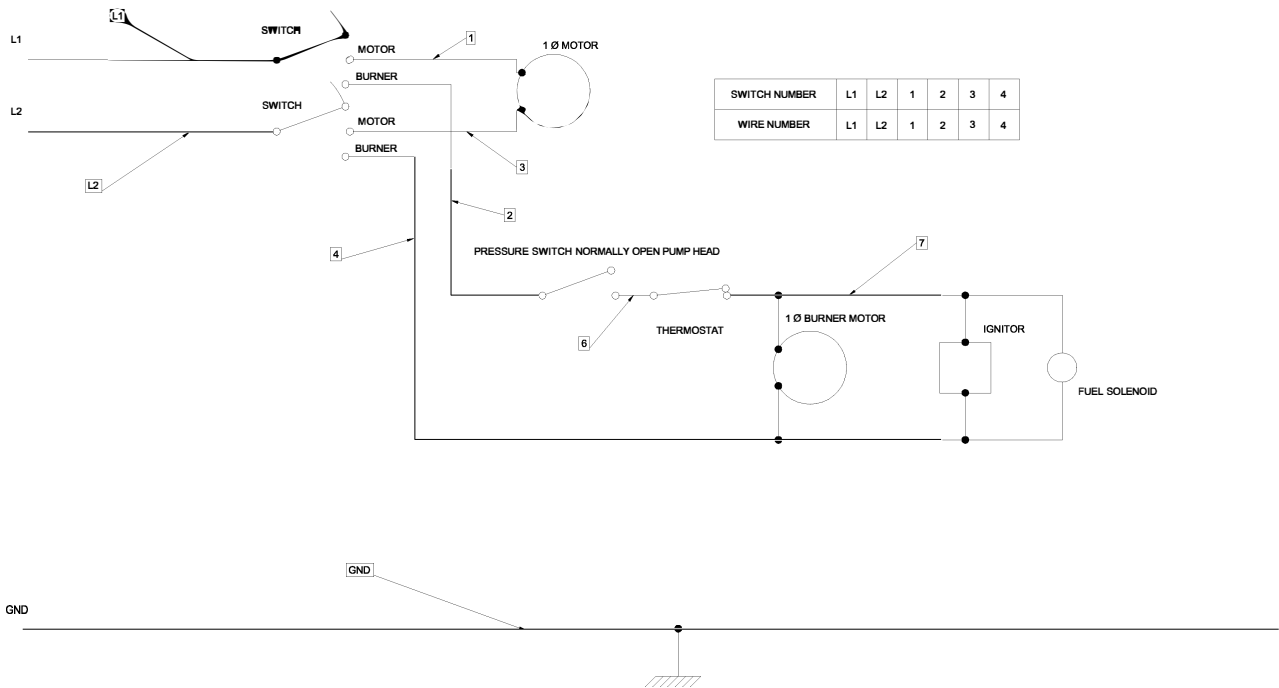 L1
L1
SWITCH
MOTOR
1
1 Ø MOTOR
BURNER
L2
SWITCH
MOTOR
BURNER
3
L2
2
4
SWITCH NUMBER L1 L2 1 2 3 4
WIRE NUMBER L1 L2 1 2 3 4
PRESSURE SWITCH NORMALLY OPEN PUMP HEAD
7
6
THERMOSTAT
1 Ø BURNER MOTOR
IGNITOR
FUEL SOLENOID
GND
GND